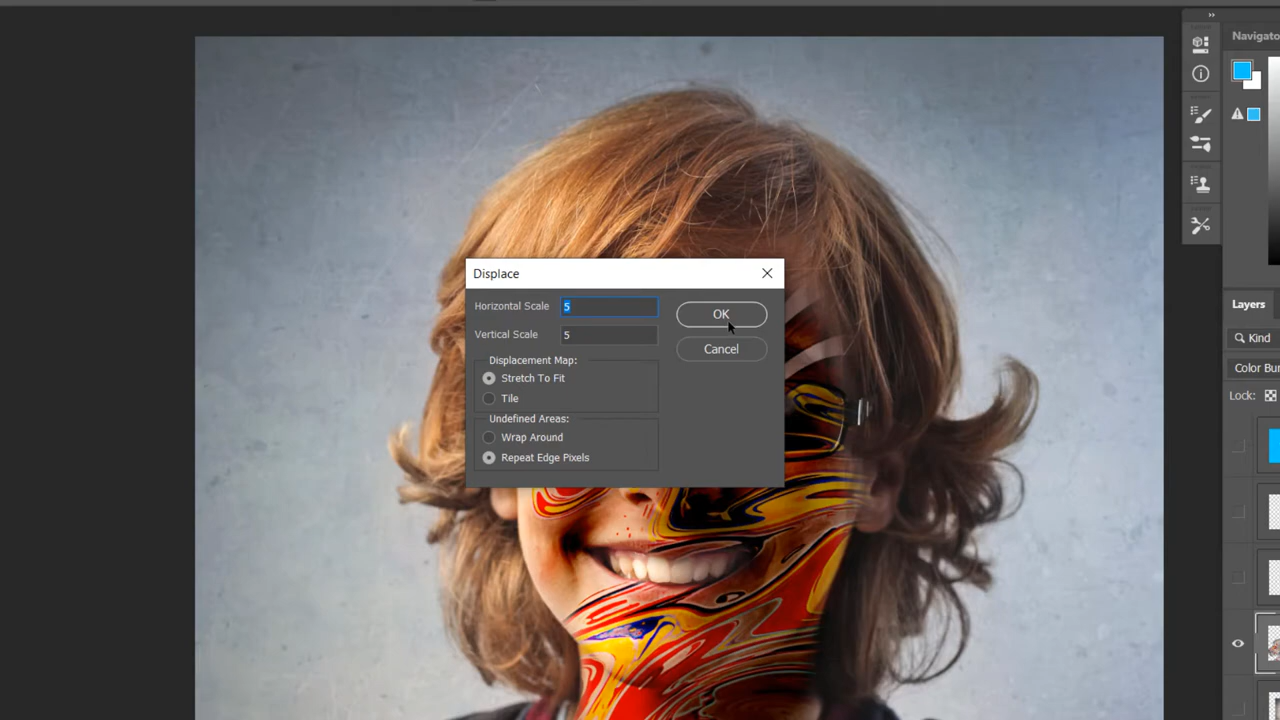 Navigato
Displace
Horizontal Scale 5
OK
Vertical Scale 5
Cancel
Displacement Map:
Stretch To Fit
Tile
Undefined Areas:
Wrap Around
Repeat Edge Pixels
Layers
Kind
Color Bur
Lock: